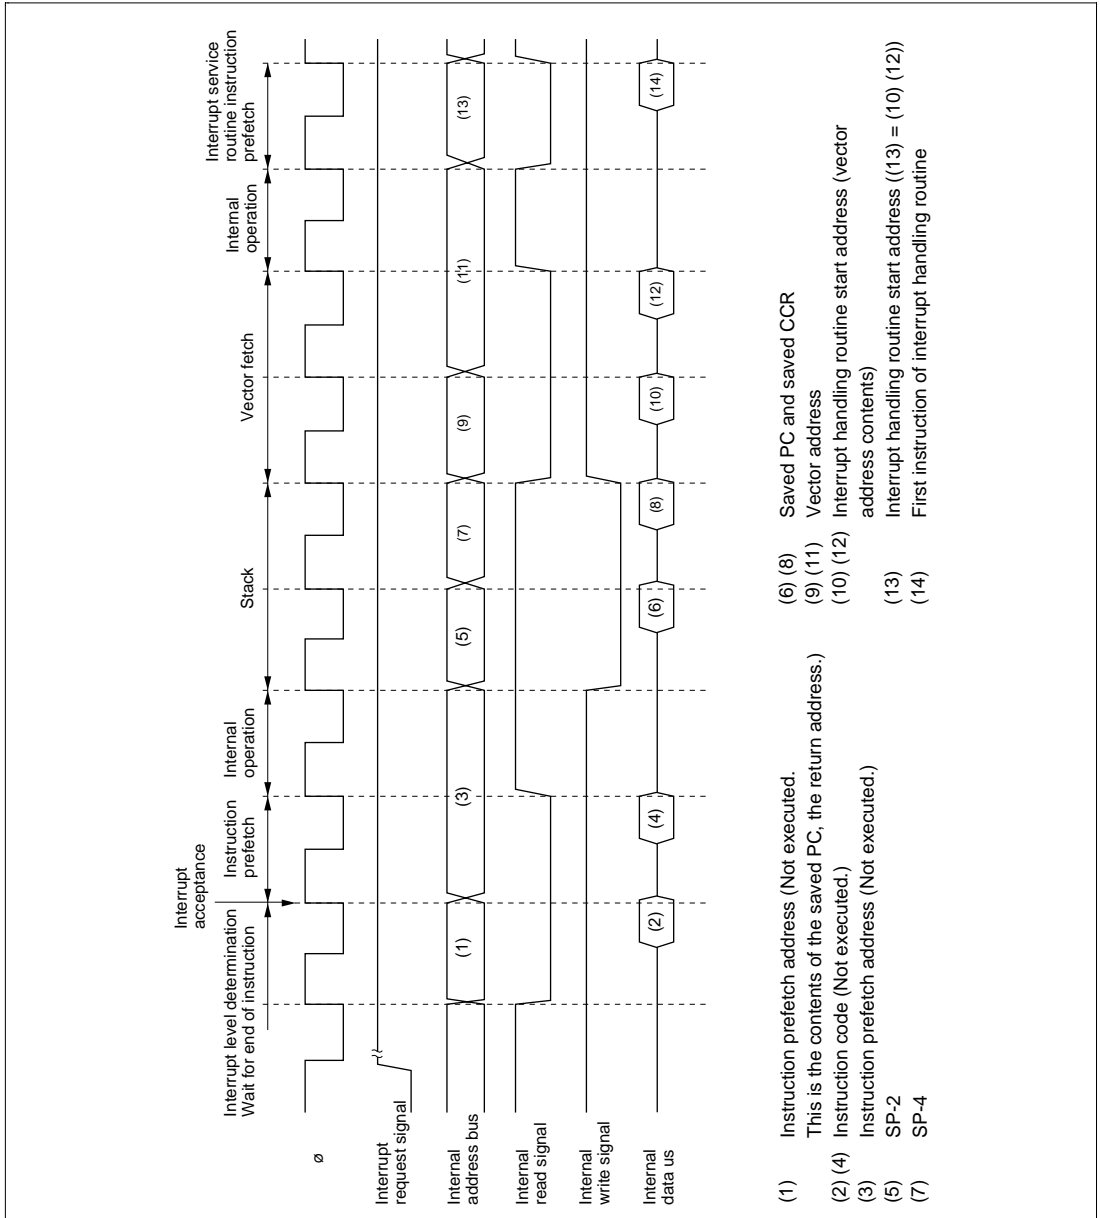 Interrupt level determination
Wait for end of instruction
Interrupt
acceptance
Instruction
prefetch
Internal
operation
Stack
Vector fetch
Internal
operation
Interrupt service
routine instruction
prefetch
ø
Interrupt
request signal
Internal
address bus
(1)
(3)
(5)
(7)
(9)
(11)
(13)
Internal
read signal
Internal
write signal
Internal
data us
(2)
(4)
(6)
(8)
(10)
(12)
(14)
(1) Instruction prefetch address (Not executed.
This is the contents of the saved PC, the return address.)
(2) (4) Instruction code (Not executed.)
(3) Instruction prefetch address (Not executed.)
(5) SP-2
(7) SP-4
(6) (8) Saved PC and saved CCR
(9) (11) Vector address
(10) (12) Interrupt handling routine start address (vector
address contents)
(13) Interrupt handling routine start address ((13) = (10) (12))
(14) First instruction of interrupt handling routine